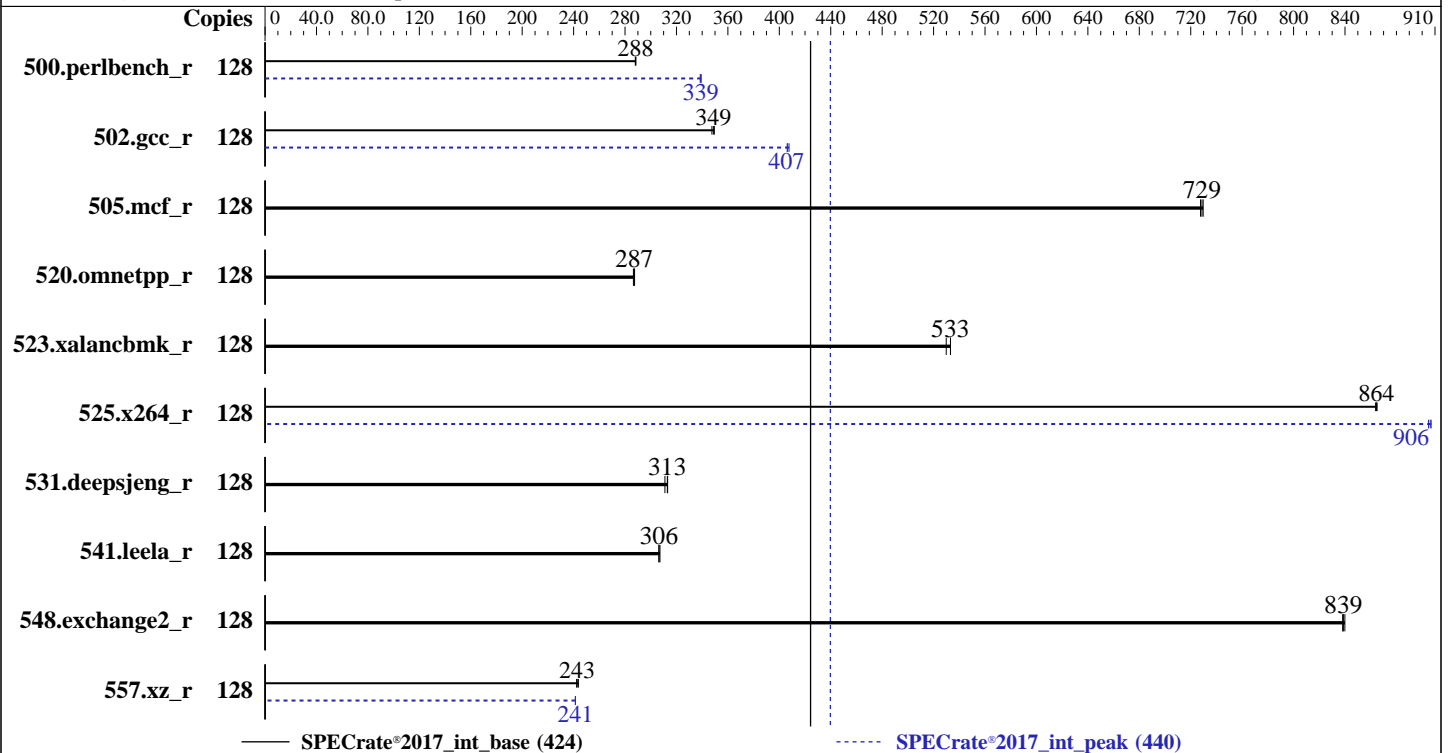 Copies 0 40.0 80.0 120 160 200 240 280 320 360 400 440 480 520 560 600 640 680 720 760 800 840 910
500.perlbench_r 128 288
339
502.gcc_r 128 349
407
505.mcf_r 128 729
520.omnetpp_r 128 287
523.xalancbmk_r 128 533
525.x264_r 128 864
906
531.deepsjeng_r 128 313
541.leela_r 128 306
548.exchange2_r 128 839
557.xz_r 128 243
241
SPECrate®2017_int_base (424) SPECrate®2017_int_peak (440)